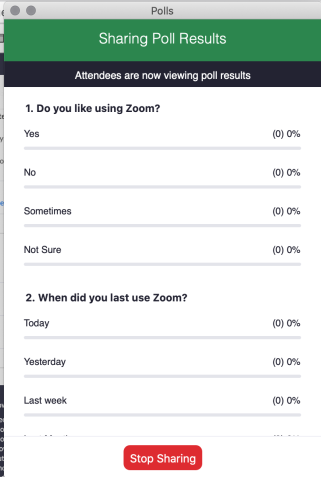 Polls
Sharing Poll Results
Attendees are now viewing poll results
1. Do you like using Zoom?
Yes (0) 0%
No (0) 0%
Sometimes (0) 0%
Not Sure (0) 0%
2. When did you last use Zoom?
Today (0) 0%
Yesterday (0) 0%
Last week (0) 0%
Stop Sharing